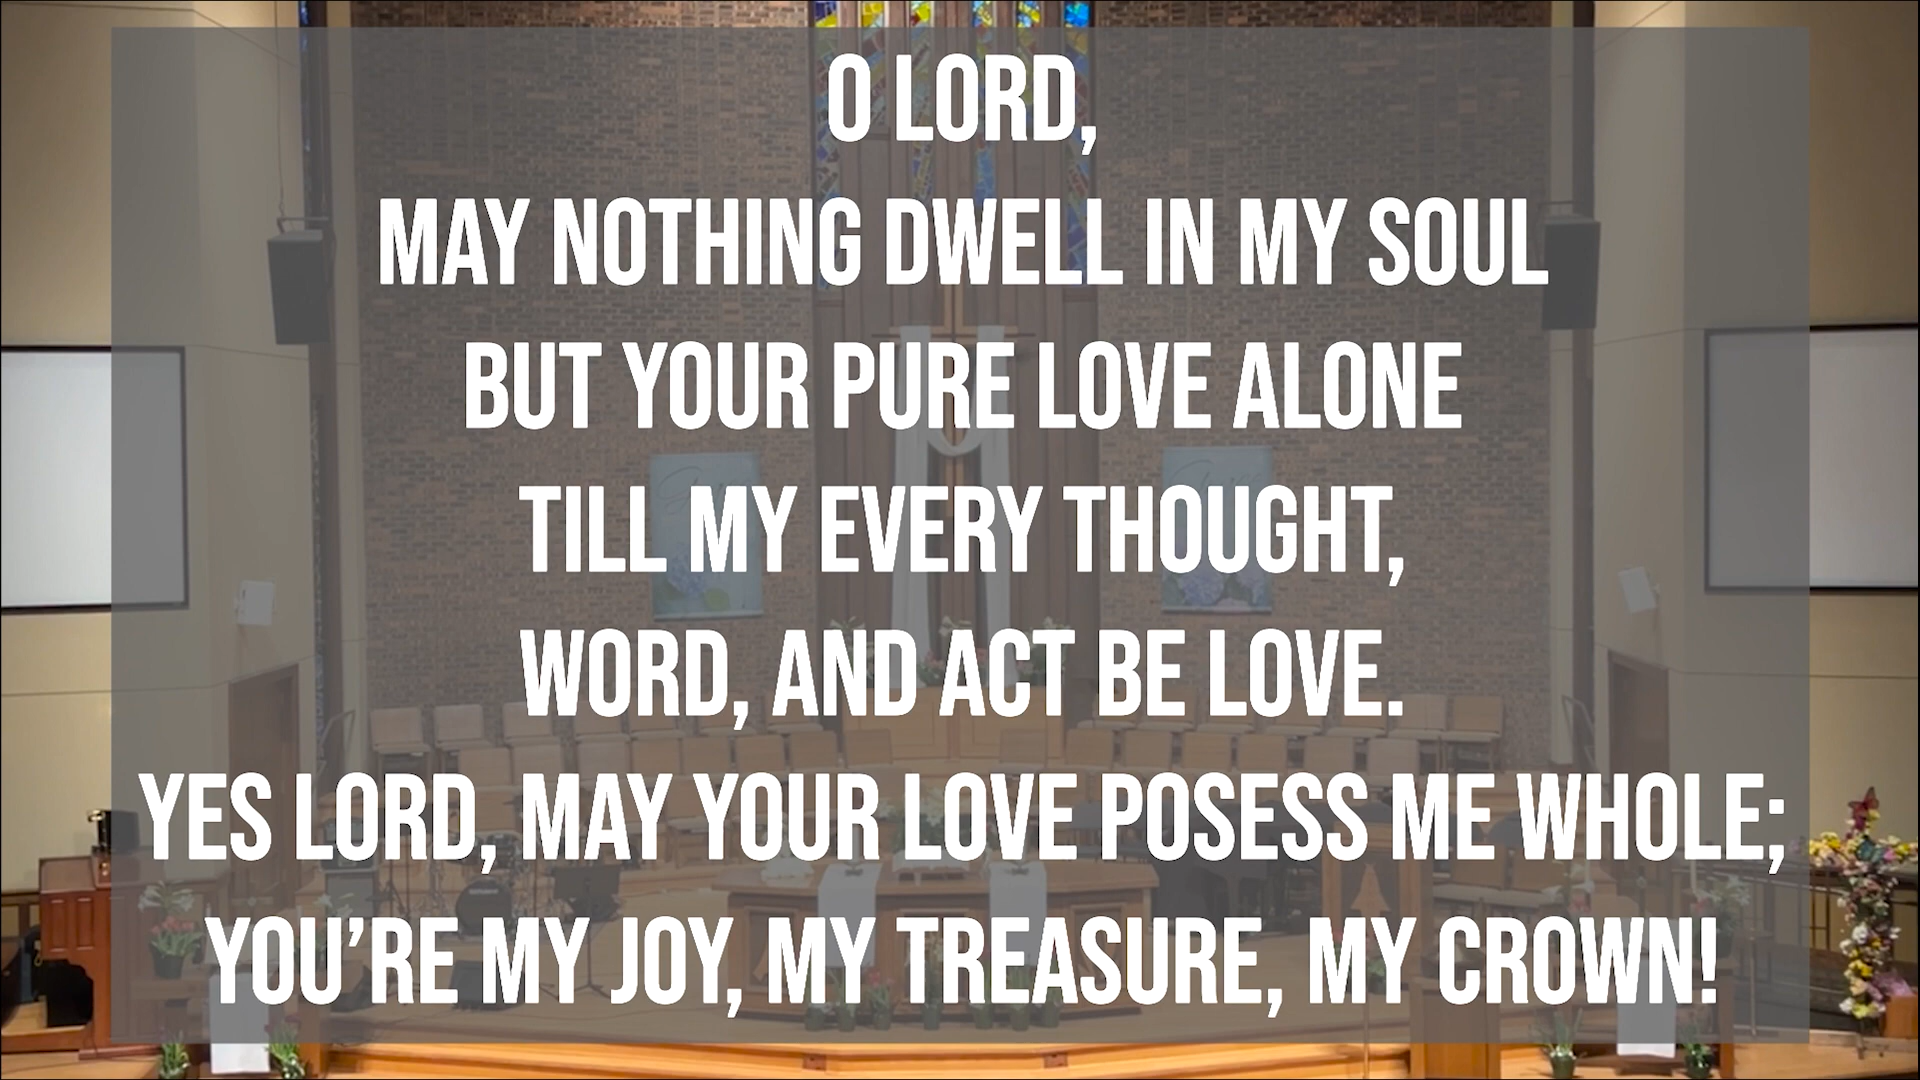 O LORD,
MAY NOTHING DWELL IN MY SOUL
BUT YOUR PURE LOVE ALONE
TILL MY EVERY THOUGHT,
WORD, AND ACT BE LOVE.
YES LORD, MAY YOUR LOVE POSESS ME WHOLE;
YOU'RE MY JOY, MY TREASURE, MY CROWN!